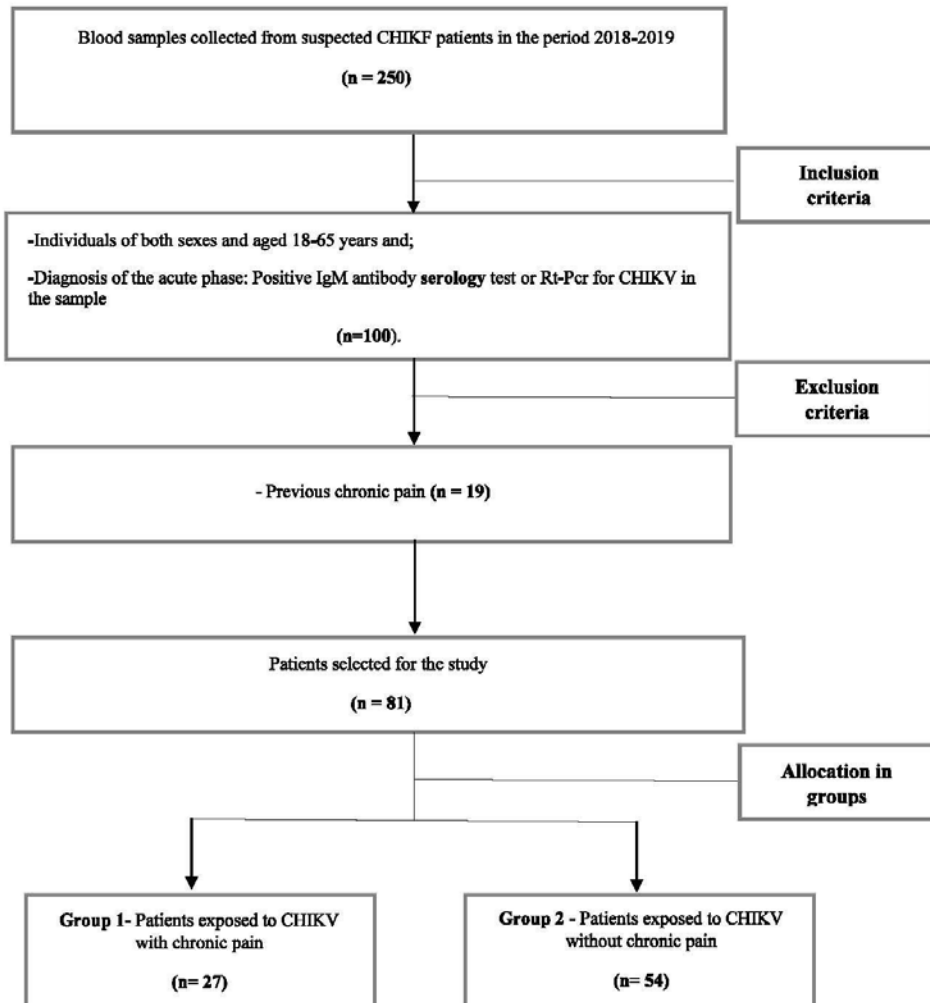 Blood samples collected from suspected CHIKF patients in the period 2018-2019
(n = 250)
Inclusion
criteria
-Individuals of both sexes and aged 18-65 years and;
-Diagnosis of the acute phase: Positive IgM antibody serology test or Rt-Pcr for CHIKV in
the sample
(n=100).
Exclusion
criteria
- Previous chronic pain (n = 19)
Patients selected for the study
(n = 81)
Allocation in
groups
Group 1- Patients exposed to CHIKV
with chronic pain
(n= 27)
Group 2 - Patients exposed to CHIKV
without chronic pain
(n= 54)